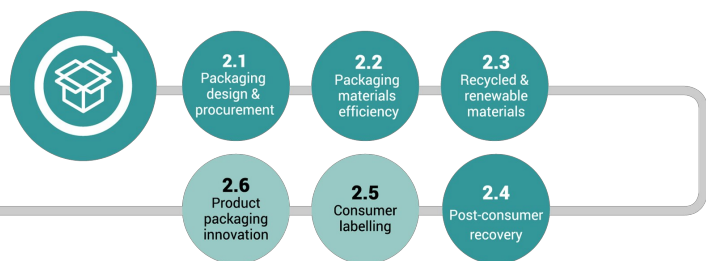 2.1
Packaging
design &
procurement
2.2
Packaging
materials
efficiency
2.3
Recycled &
renewable
materials
2.4
Post-consumer
recovery
2.5
Consumer
labelling
2.6
Product
packaging
innovation